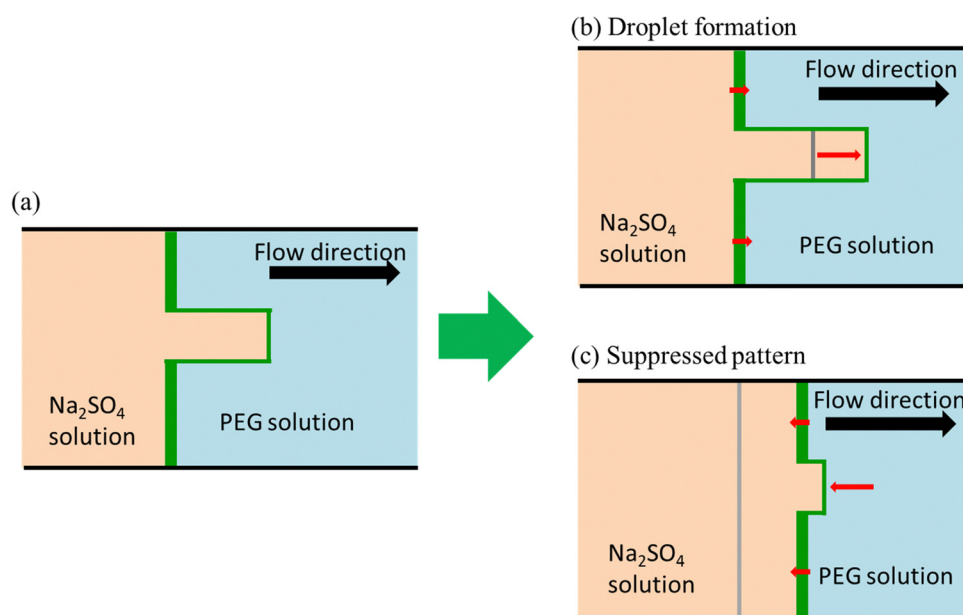 (a)
Flow direction
Na₂SO₄
solution
PEG solution
(b) Droplet formation
Flow direction
Na₂SO₄
solution
PEG solution
(c) Suppressed pattern
Flow direction
Na₂SO₄
solution
PEG solution